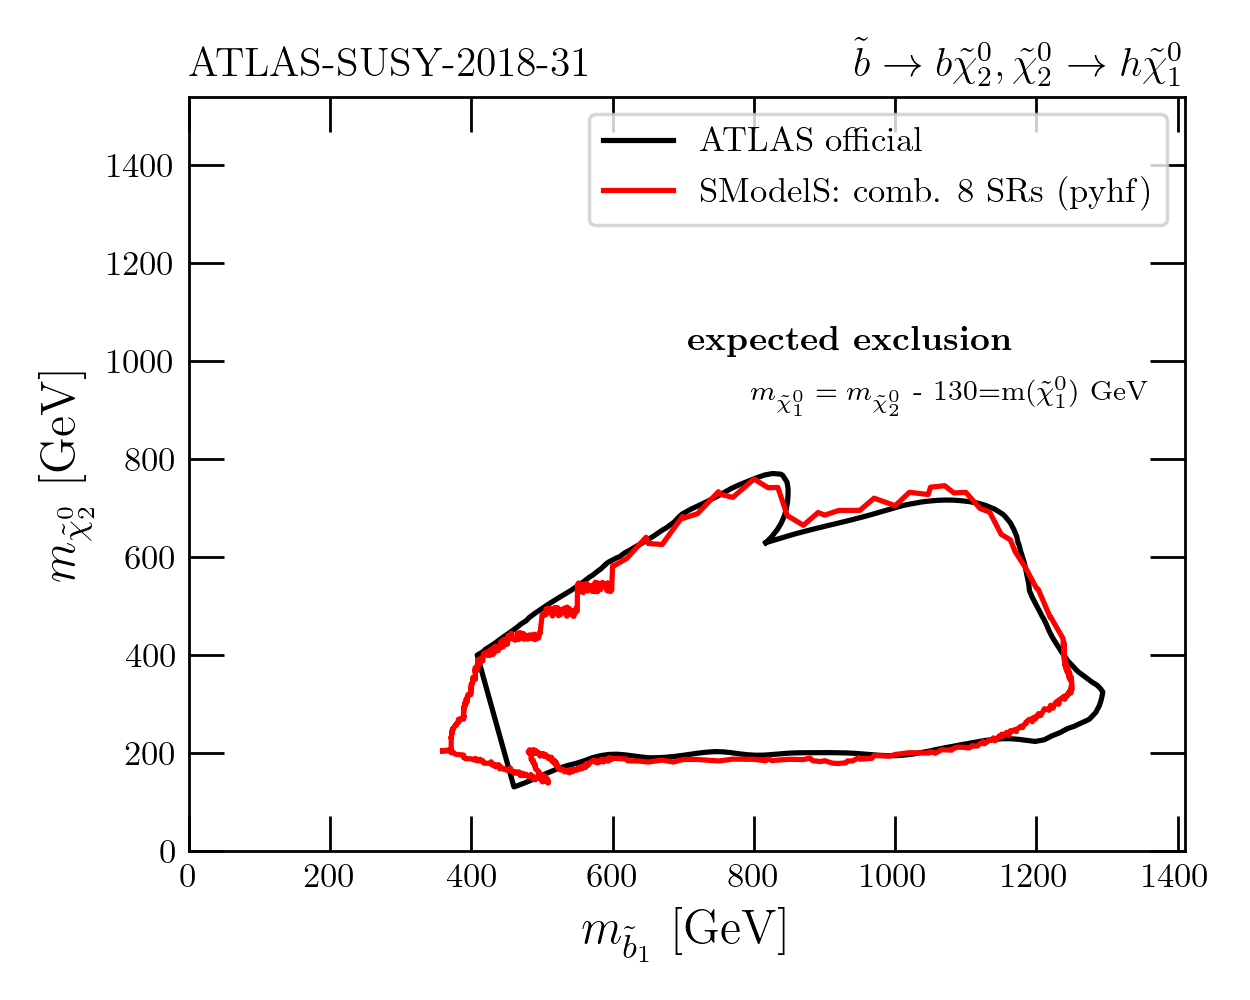 ATLAS-SUSY-2018-31
b̃ → bχ̃⁰₂, χ̃⁰₂ → hχ̃⁰₁
ATLAS official
SModelS: comb. 8 SRs (pyhf)
expected exclusion
m_χ̃⁰₁ = m_χ̃⁰₂ - 130=m(χ̃⁰₁) GeV
1400
1200
1000
800
600
400
200
0
m_χ̃⁰₂ [GeV]
0 200 400 600 800 1000 1200 1400
m_b̃₁ [GeV]